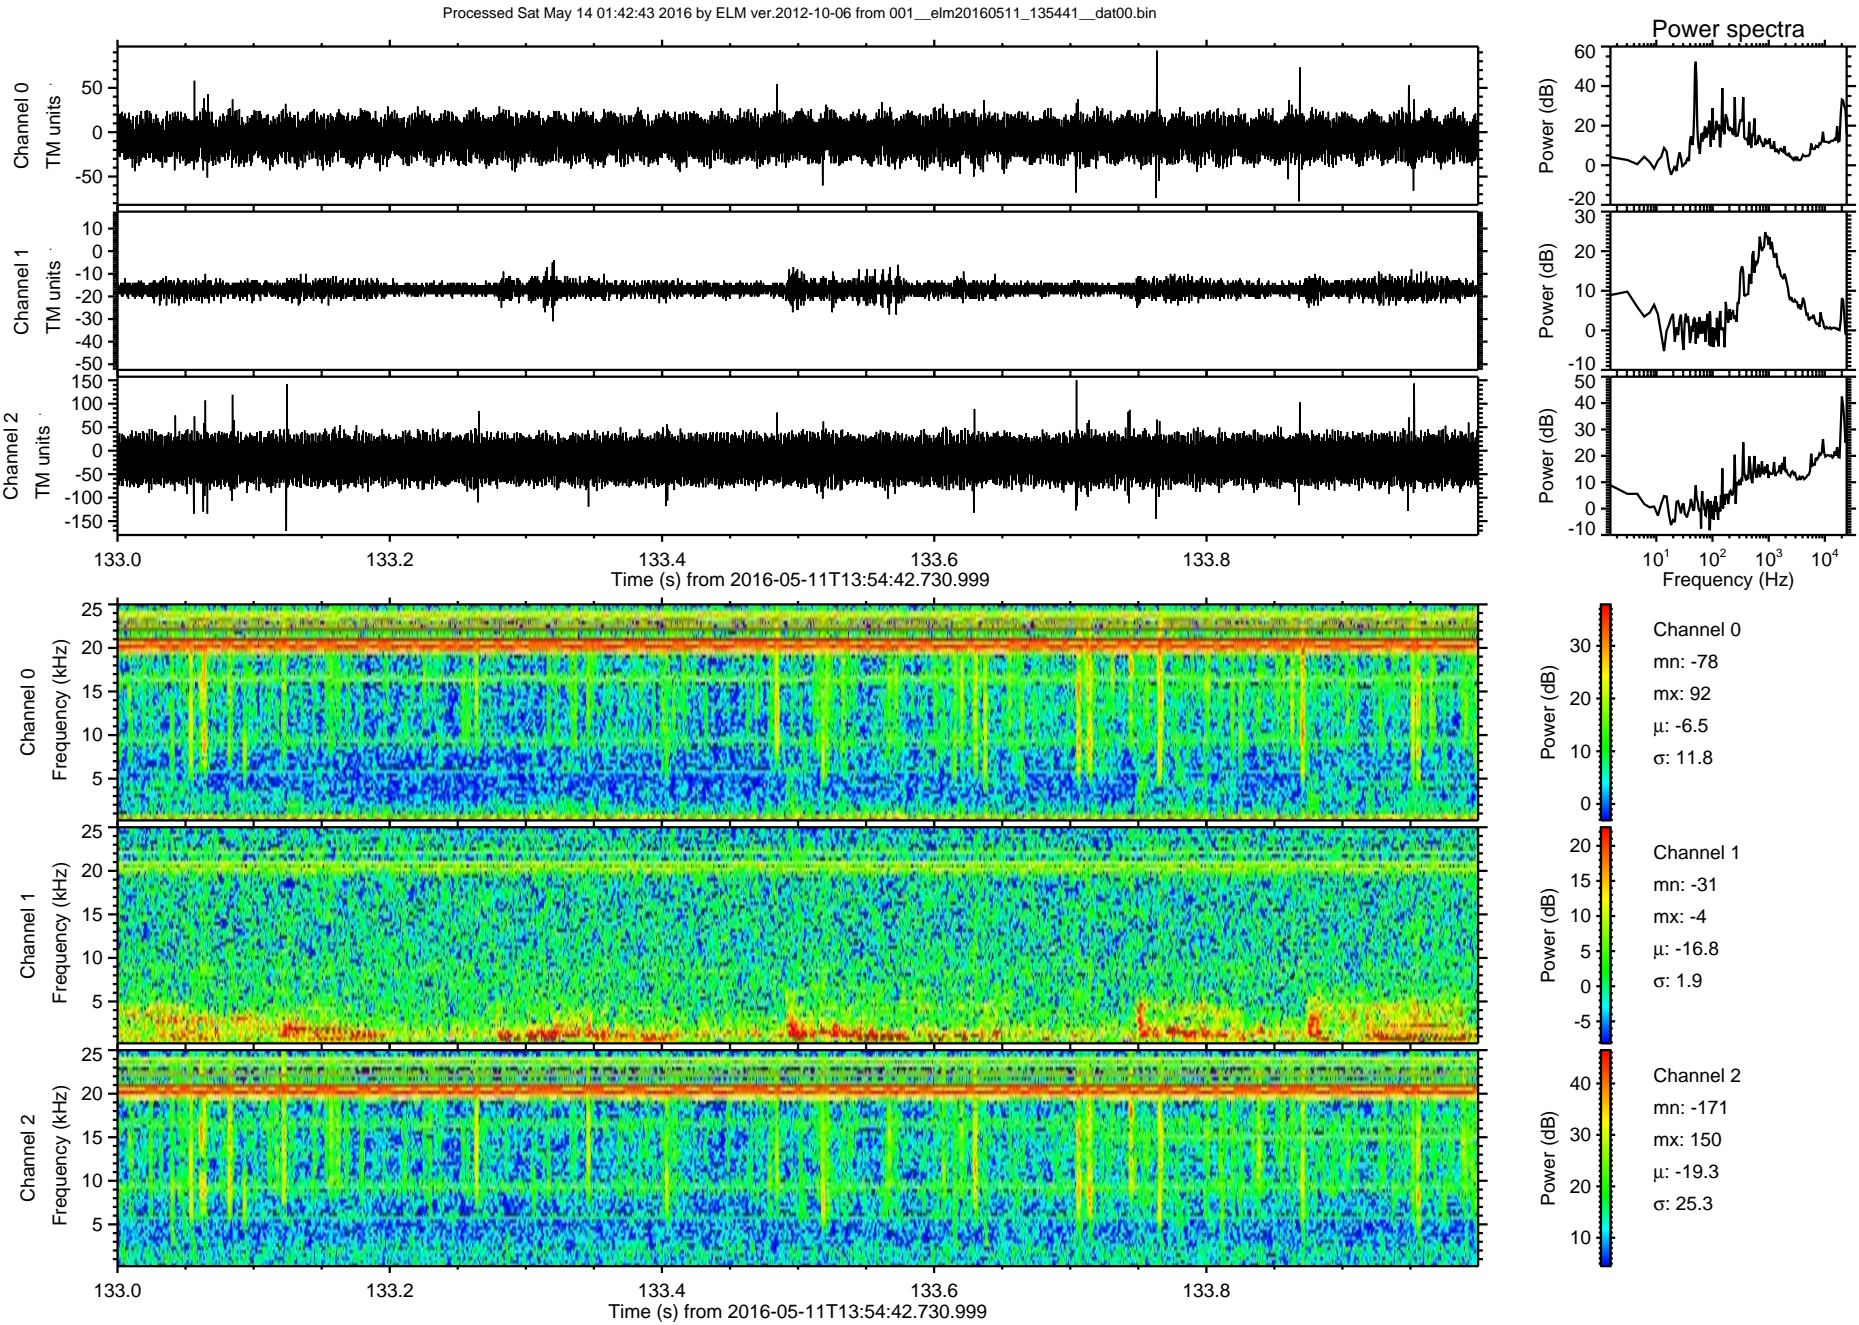 Processed Sat May 14 01:42:43 2016 by ELM ver.2012-10-06 from 001__elm20160511_135441__dat00.bin
Power spectra
Channel 0
TM units
50
0
-50
Power (dB)
60
40
20
0
-20
Channel 1
TM units
10
0
-10
-20
-30
-40
-50
Power (dB)
30
20
10
0
-10
Channel 2
TM units
150
100
50
0
-50
-100
-150
Power (dB)
50
40
30
20
10
0
-10
133.0 133.2 133.4 133.6 133.8
Time (s) from 2016-05-11T13:54:42.730.999
10^1 10^2 10^3 10^4
Frequency (Hz)
Channel 0
Frequency (kHz)
25
20
15
10
5
Power (dB)
30
20
10
0
Channel 0
mn: -78
mx: 92
μ: -6.5
σ: 11.8
Channel 1
Frequency (kHz)
25
20
15
10
5
Power (dB)
20
15
10
5
0
-5
Channel 1
mn: -31
mx: -4
μ: -16.8
σ: 1.9
Channel 2
Frequency (kHz)
25
20
15
10
5
Power (dB)
40
30
20
10
Channel 2
mn: -171
mx: 150
μ: -19.3
σ: 25.3
133.0 133.2 133.4 133.6 133.8
Time (s) from 2016-05-11T13:54:42.730.999